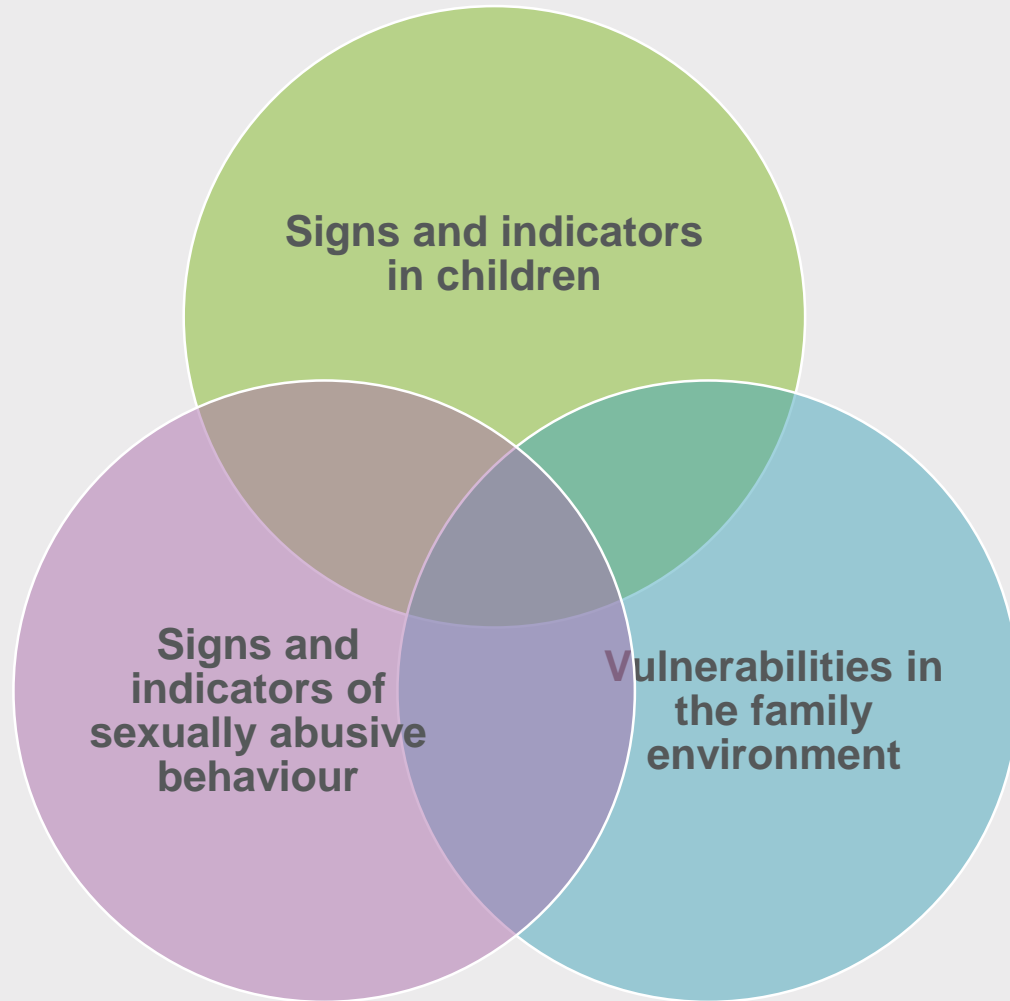 Signs and indicators
in children
Signs and
indicators of
sexually abusive
behaviour
Vulnerabilities in
the family
environment